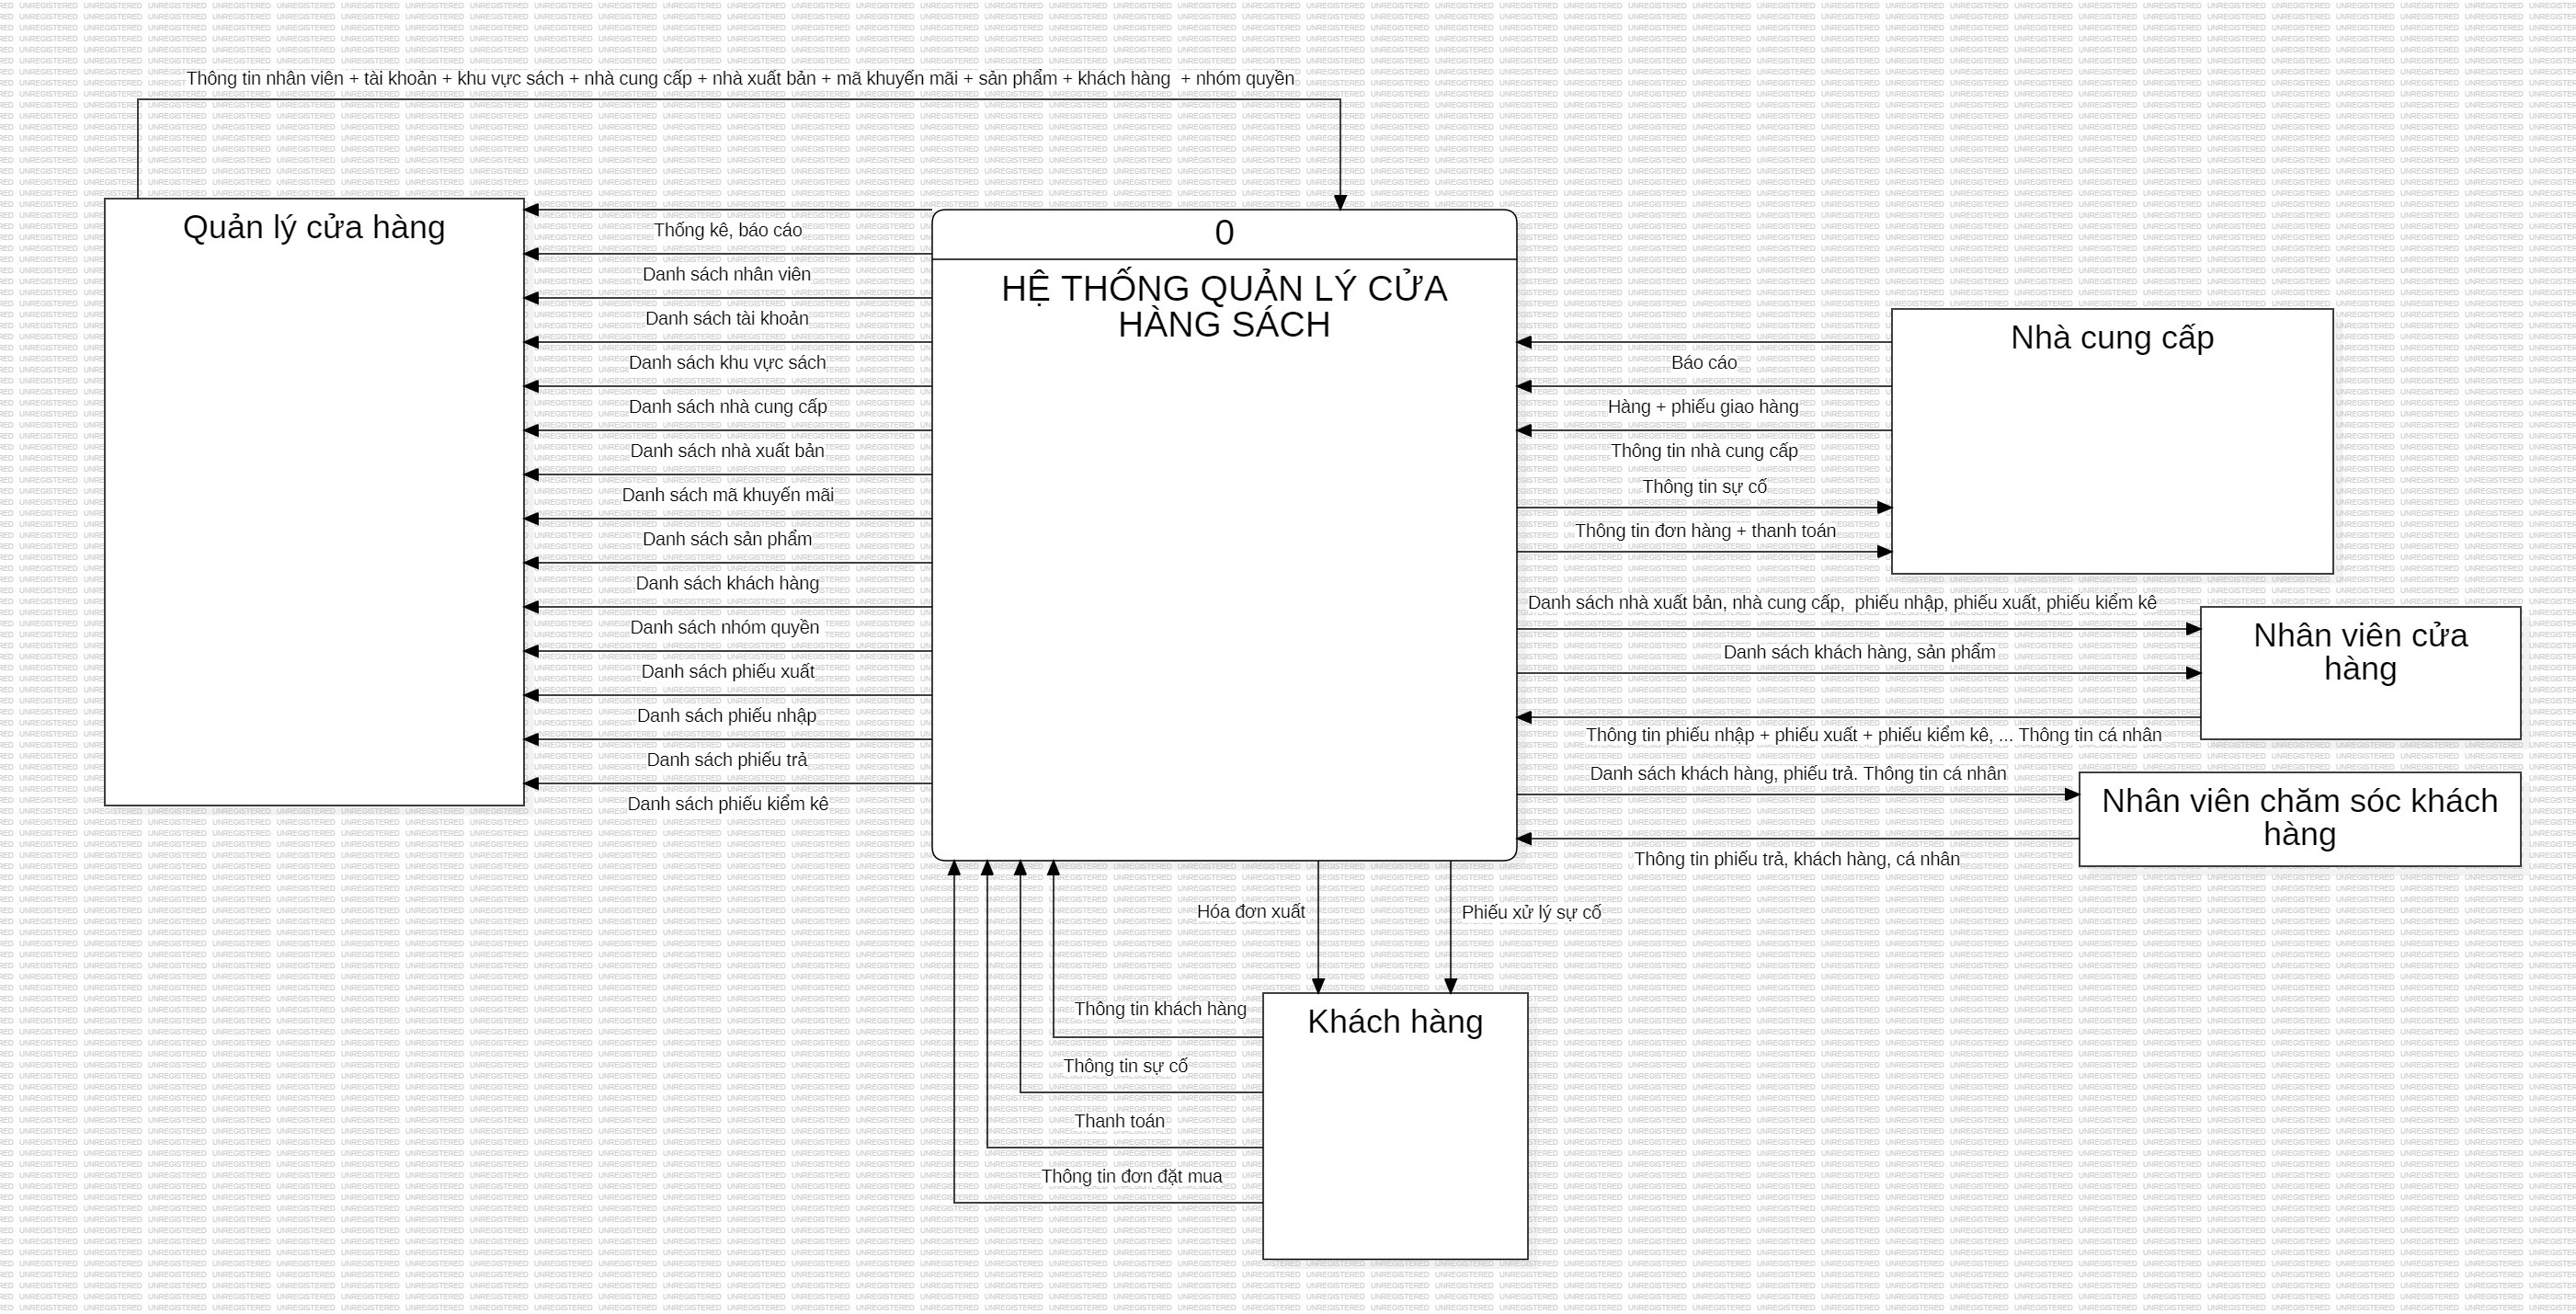 Thông tin nhân viên + tài khoản + khu vực sách + nhà cung cấp + nhà xuất bản + mã khuyến mãi + sản phẩm + khách hàng + nhóm quyền
Quản lý cửa hàng
Thống kê, báo cáo
Danh sách nhân viên
Danh sách tài khoản
Danh sách khu vực sách
Danh sách nhà cung cấp
Danh sách nhà xuất bản
Danh sách mã khuyến mãi
Danh sách sản phẩm
Danh sách khách hàng
Danh sách nhóm quyền
Danh sách phiếu xuất
Danh sách phiếu nhập
Danh sách phiếu trả
Danh sách phiếu kiểm kê
0
HỆ THỐNG QUẢN LÝ CỬA
HÀNG SÁCH
Báo cáo
Hàng + phiếu giao hàng
Thông tin nhà cung cấp
Thông tin sự cố
Thông tin đơn hàng + thanh toán
Nhà cung cấp
Danh sách nhà xuất bản, nhà cung cấp, phiếu nhập, phiếu xuất, phiếu kiểm kê
Danh sách khách hàng, sản phẩm
Thông tin phiếu nhập + phiếu xuất + phiếu kiểm kê, ... Thông tin cá nhân
Nhân viên cửa
hàng
Danh sách khách hàng, phiếu trả. Thông tin cá nhân
Thông tin phiếu trả, khách hàng, cá nhân
Nhân viên chăm sóc khách
hàng
Hóa đơn xuất
Phiếu xử lý sự cố
Thông tin khách hàng
Thông tin sự cố
Thanh toán
Thông tin đơn đặt mua
Khách hàng
UNREGISTERED